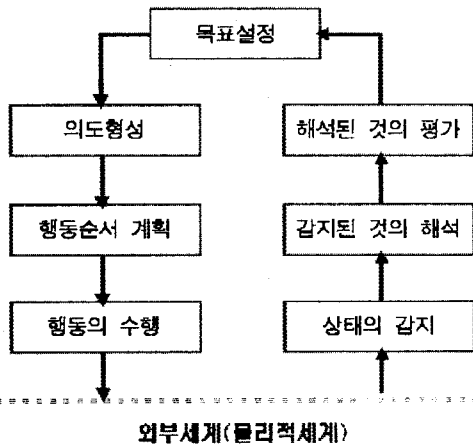 목표설정
의도형성
해석된 것의 평가
행동순서 계획
감지된 것의 해석
행동의 수행
상태의 감지
외부세계(물리적세계)